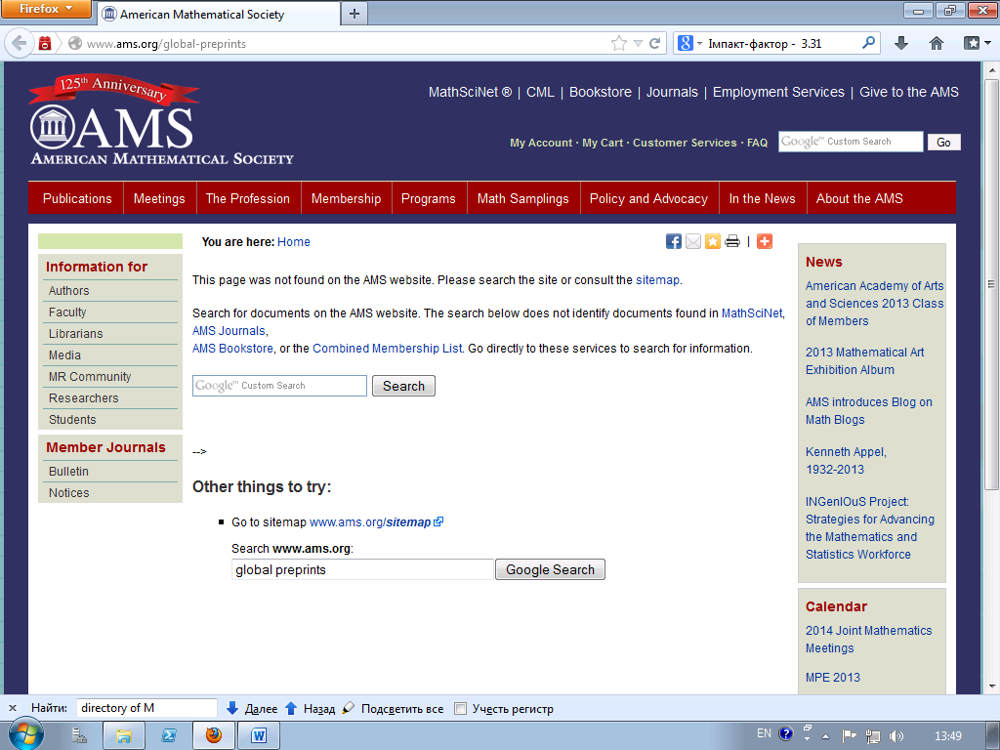 Firefox
American Mathematical Society
www.ams.org/global-preprints
Імпакт-фактор - 3.31
125th Anniversary
AMS
AMERICAN MATHEMATICAL SOCIETY
MathSciNet ® | CML | Bookstore | Journals | Employment Services | Give to the AMS
My Account · My Cart · Customer Services · FAQ
Google™ Custom Search
Go
Publications
Meetings
The Profession
Membership
Programs
Math Samplings
Policy and Advocacy
In the News
About the AMS
Information for
Authors
Faculty
Librarians
Media
MR Community
Researchers
Students
Member Journals
Bulletin
Notices
You are here: Home
This page was not found on the AMS website. Please search the site or consult the sitemap.
Search for documents on the AMS website. The search below does not identify documents found in MathSciNet,
AMS Journals,
AMS Bookstore, or the Combined Membership List. Go directly to these services to search for information.
Google™ Custom Search
Search
-->
Other things to try:
Go to sitemap www.ams.org/sitemap
Search www.ams.org:
global preprints
Google Search
News
American Academy of Arts
and Sciences 2013 Class
of Members
2013 Mathematical Art
Exhibition Album
AMS introduces Blog on
Math Blogs
Kenneth Appel,
1932-2013
INGenIOuS Project:
Strategies for Advancing
the Mathematics and
Statistics Workforce
Calendar
2014 Joint Mathematics
Meetings
MPE 2013
Найти:
directory of M
Далее
Назад
Подсветить все
Учесть регистр
EN
13:49